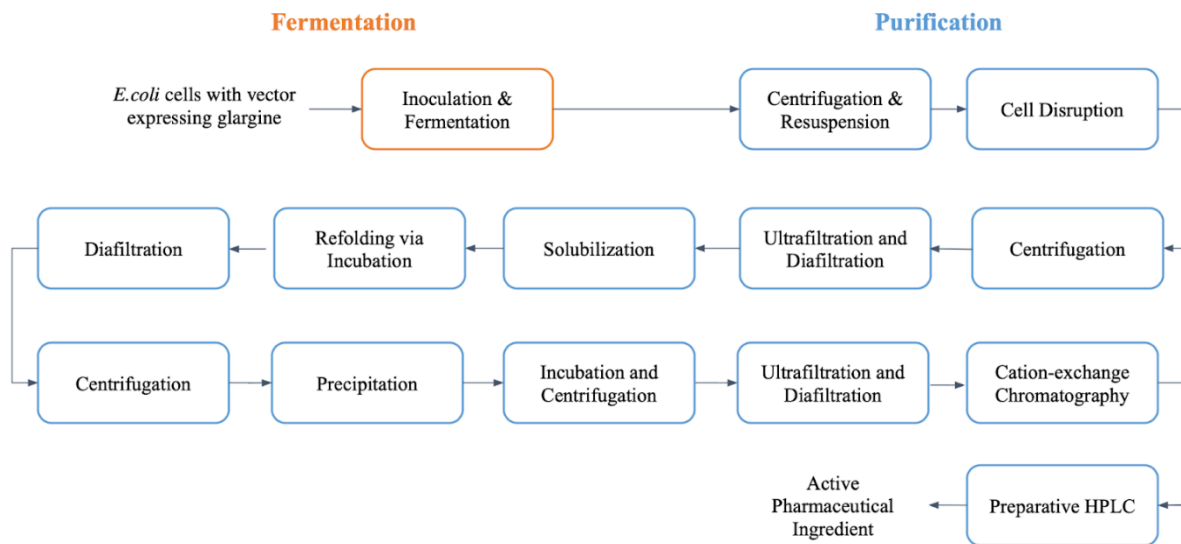 Fermentation
Purification
E.coli cells with vector
expressing glargine
Inoculation &
Fermentation
Centrifugation &
Resuspension
Cell Disruption
Diafiltration
Refolding via
Incubation
Solubilization
Ultrafiltration and
Diafiltration
Centrifugation
Centrifugation
Precipitation
Incubation and
Centrifugation
Ultrafiltration and
Diafiltration
Cation-exchange
Chromatography
Active
Pharmaceutical
Ingredient
Preparative HPLC